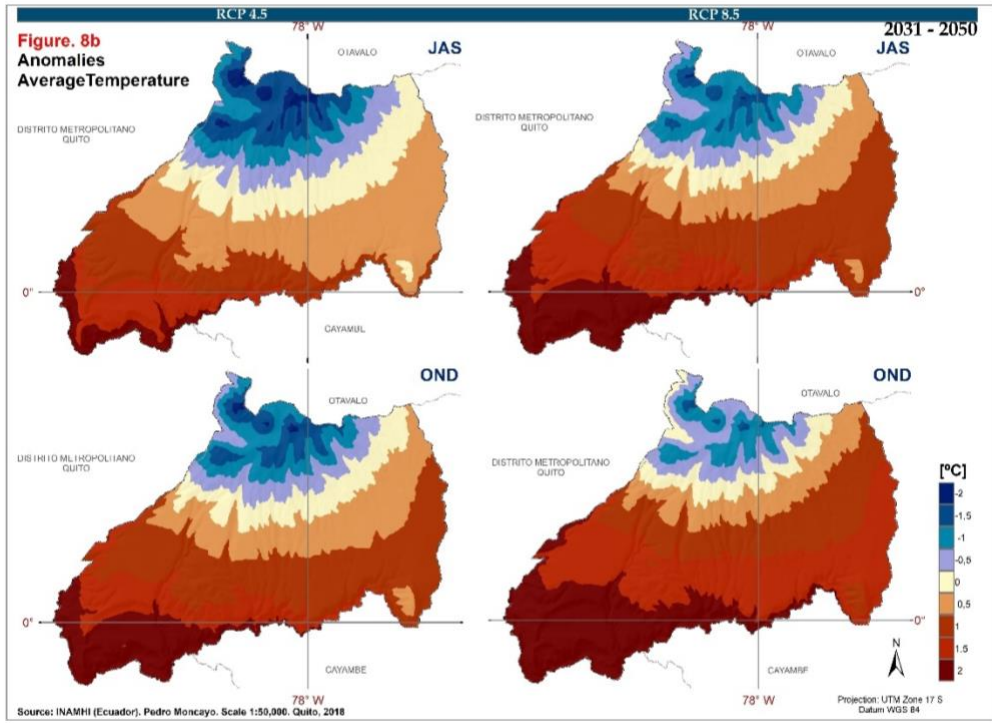 RCP 4.5
RCP 8.5
78° W
78° W
2031 - 2050
Figure. 8b
Anomalies
AverageTemperature
JAS
JAS
OTAVALO
OTAVALO
DISTRITO METROPOLITANO
QUITO
DISTRITO METROPOLITANO
QUITO
0°
0°
0°
CAYAMBE
OND
OND
OTAVALO
OTAVALO
DISTRITO METROPOLITANO
QUITO
DISTRITO METROPOLITANO
QUITO
[ºC]
-2
-1,5
-1
-0,5
0
0,5
1
1.5
2
0°
0°
0°
CAYAMBE
CAYAMBE
N
78° W
78° W
Source: INAMHI (Ecuador). Pedro Moncayo. Scale 1:50,000. Quito, 2018
Projection: UTM Zone 17 S
Datum WGS 84